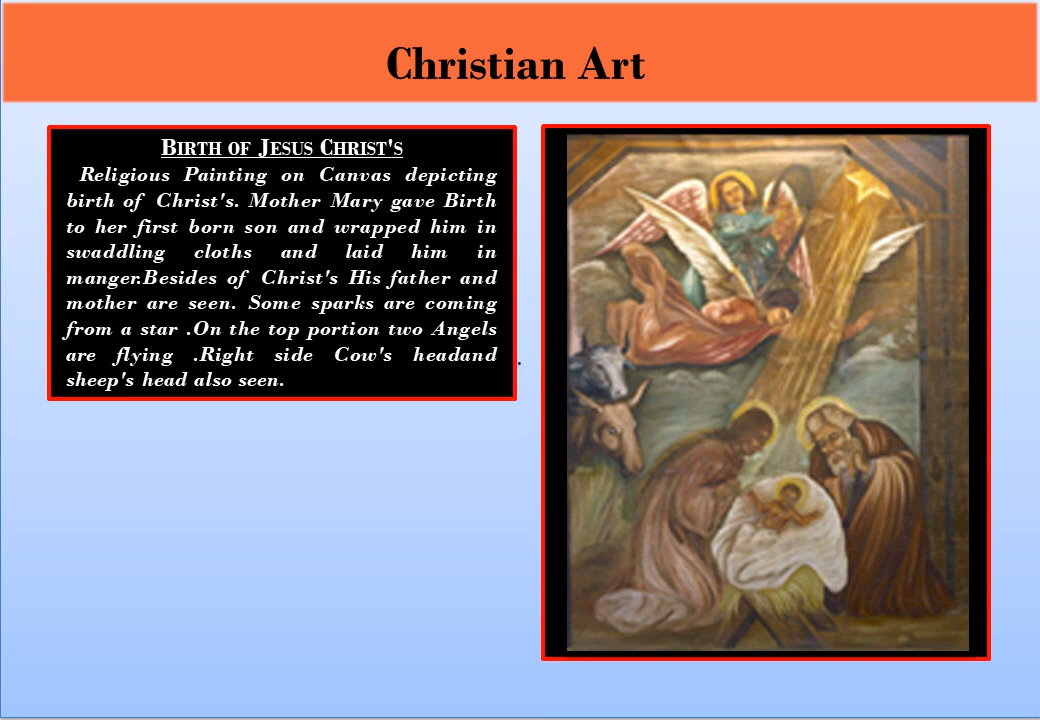 Christian Art
BIRTH OF JESUS CHRIST'S
Religious Painting on Canvas depicting
birth of Christ's. Mother Mary gave Birth
to her first born son and wrapped him in
swaddling cloths and laid him in
manger.Besides of Christ's His father and
mother are seen. Some sparks are coming
from a star .On the top portion two Angels
are flying .Right side Cow's headand
sheep's head also seen.
.